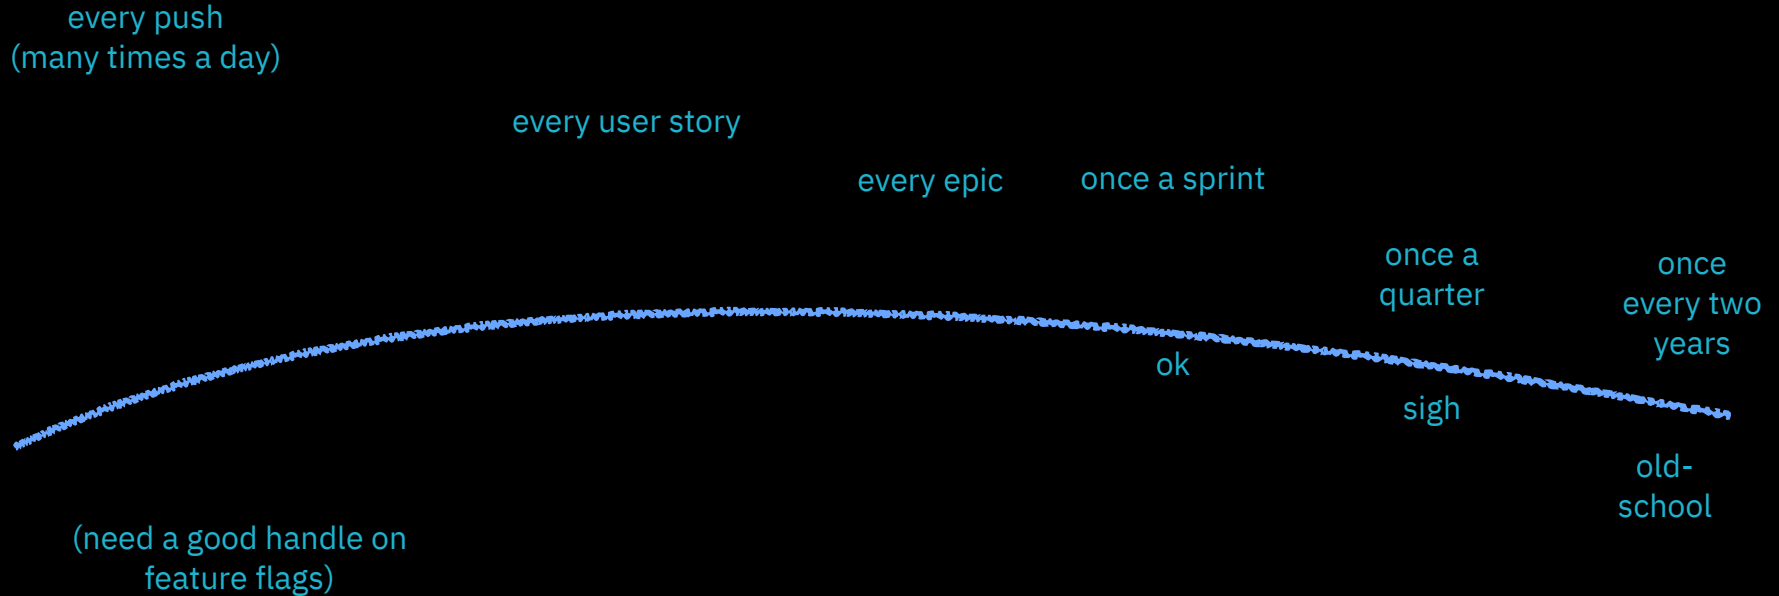 every push
(many times a day)
every user story
every epic
once a sprint
once a
quarter
once
every two
years
ok
sigh
old-
school
(need a good handle on
feature flags)